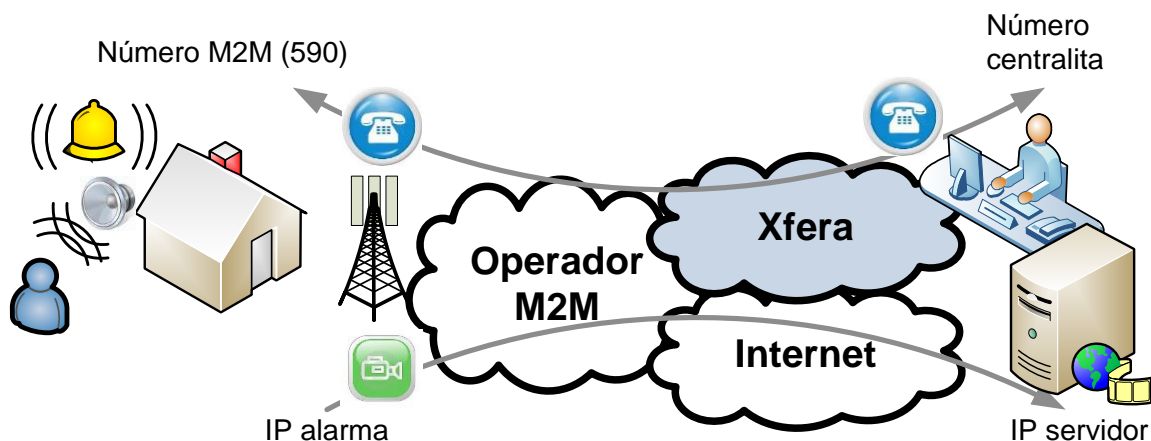 Número M2M (590)
Número
centralita
Xfera
Operador
M2M
Internet
IP alarma
IP servidor